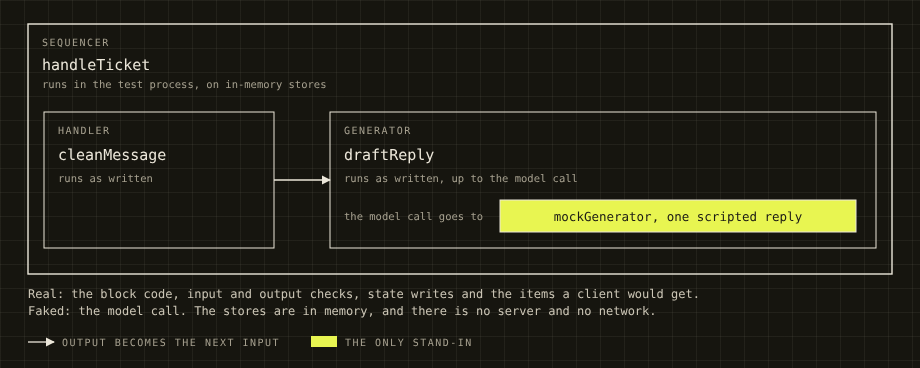 SEQUENCER
handleTicket
runs in the test process, on in-memory stores
HANDLER
cleanMessage
runs as written
GENERATOR
draftReply
runs as written, up to the model call
the model call goes to
mockGenerator, one scripted reply
Real: the block code, input and output checks, state writes and the items a client would get.
Faked: the model call. The stores are in memory, and there is no server and no network.
OUTPUT BECOMES THE NEXT INPUT
THE ONLY STAND-IN